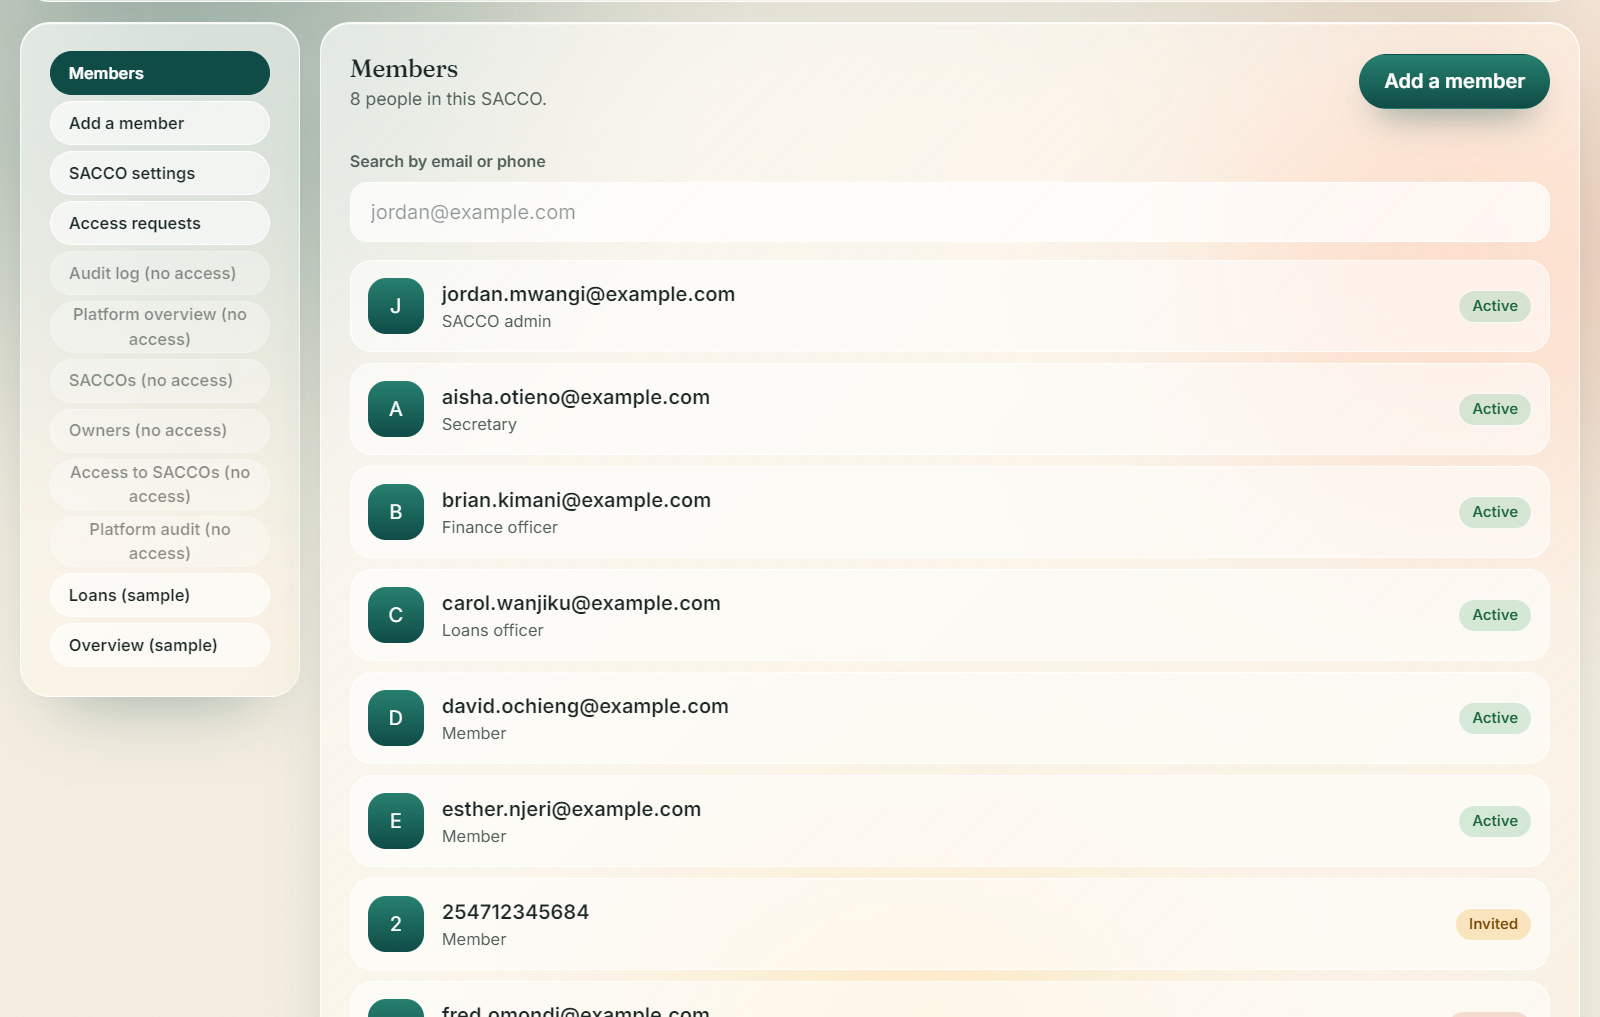 Members
Add a member
SACCO settings
Access requests
Audit log (no access)
Platform overview (no
access)
SACCOs (no access)
Owners (no access)
Access to SACCOs (no
access)
Platform audit (no
access)
Loans (sample)
Overview (sample)
Members
8 people in this SACCO.
Add a member
Search by email or phone
jordan@example.com
J
jordan.mwangi@example.com
SACCO admin
Active
A
aisha.otieno@example.com
Secretary
Active
B
brian.kimani@example.com
Finance officer
Active
C
carol.wanjiku@example.com
Loans officer
Active
D
david.ochieng@example.com
Member
Active
E
esther.njeri@example.com
Member
Active
2
254712345684
Member
Invited
fred.omondi@example.com